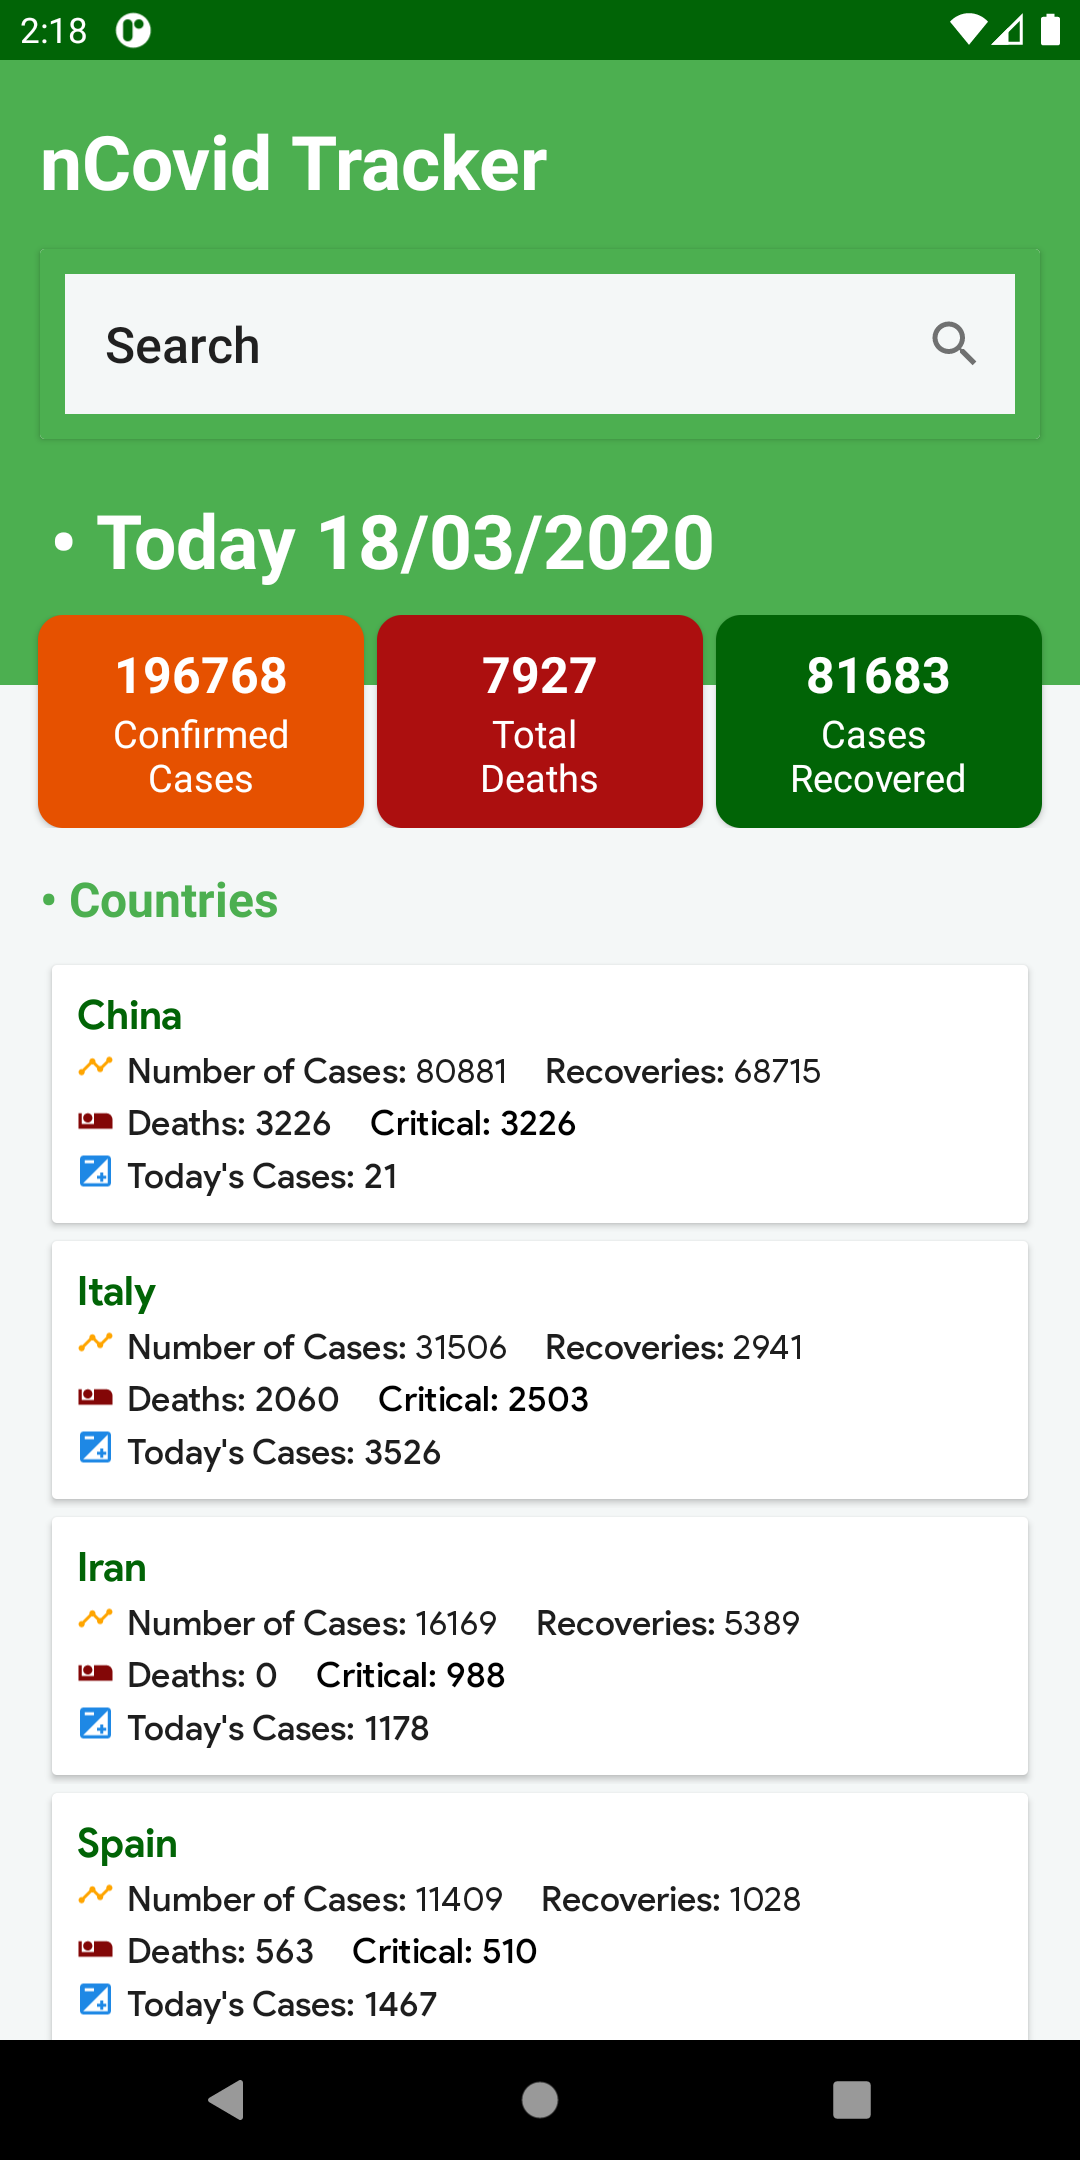 2:18
nCovid Tracker
Search
• Today 18/03/2020
196768
Confirmed
Cases
7927
Total
Deaths
81683
Cases
Recovered
• Countries
China
Number of Cases: 80881 Recoveries: 68715
Deaths: 3226 Critical: 3226
Today's Cases: 21
Italy
Number of Cases: 31506 Recoveries: 2941
Deaths: 2060 Critical: 2503
Today's Cases: 3526
Iran
Number of Cases: 16169 Recoveries: 5389
Deaths: 0 Critical: 988
Today's Cases: 1178
Spain
Number of Cases: 11409 Recoveries: 1028
Deaths: 563 Critical: 510
Today's Cases: 1467